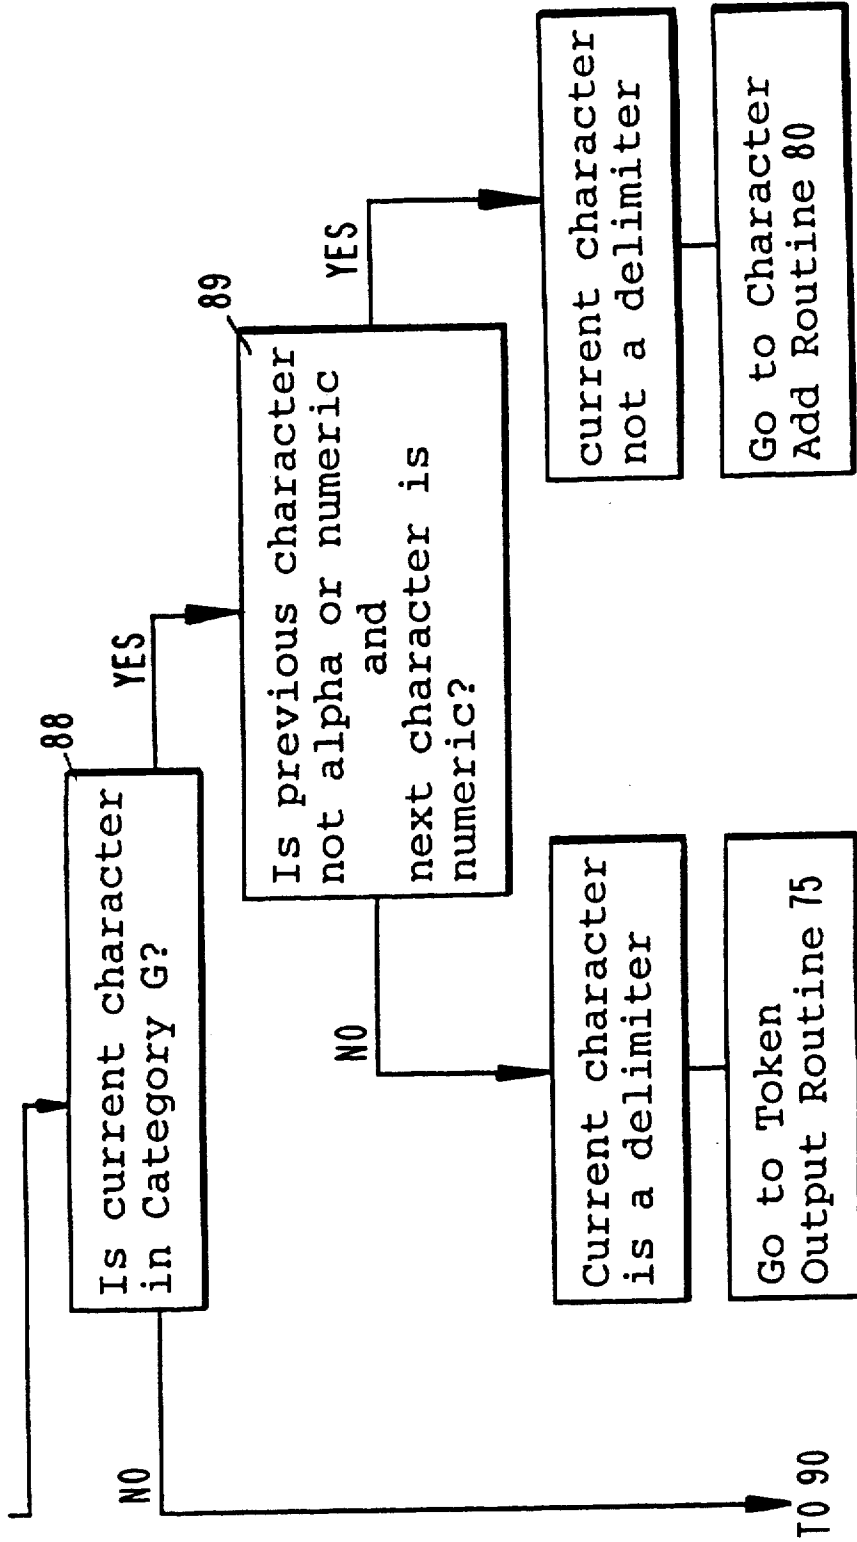 88
Is current character
in Category G?
NO
YES
89
Is previous character
not alpha or numeric
and
next character is
numeric?
NO
YES
Current character
is a delimiter
current character
not a delimiter
Go to Token
Output Routine 75
Go to Character
Add Routine 80
TO 90